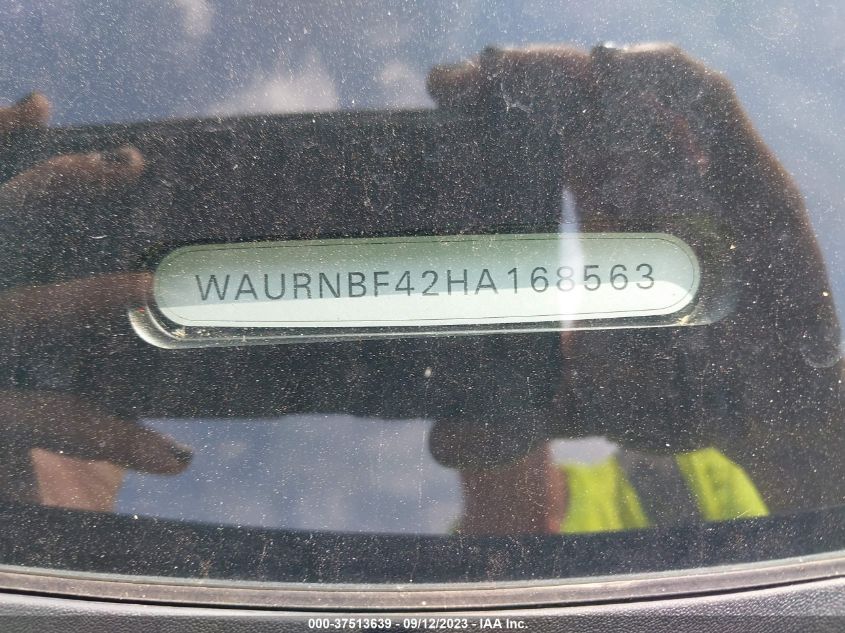 WAURNBF42HA168563
000-37513639 - 09/12/2023 - IAA Inc.